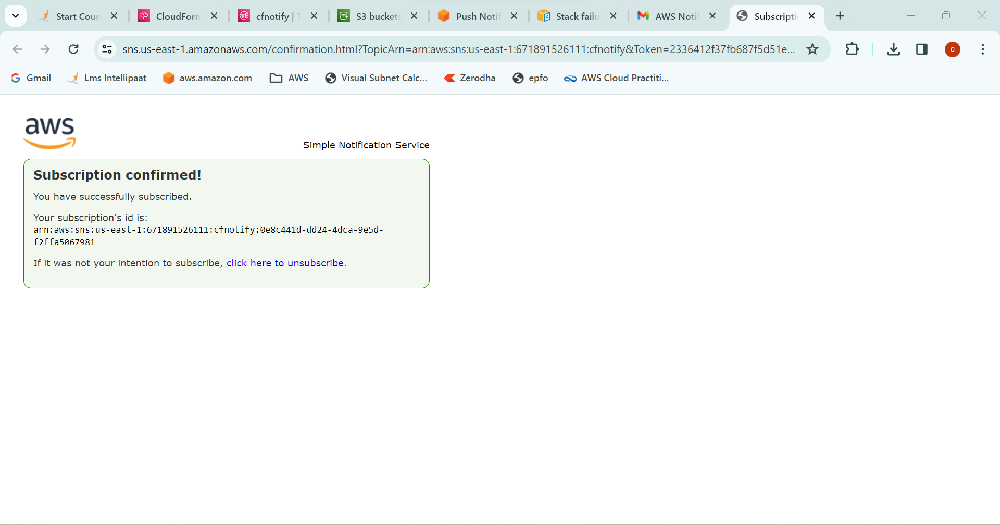 Start Cour
CloudForm
cfnotify | T
S3 buckets
Push Notif
Stack failu
AWS Notif
Subscripti
sns.us-east-1.amazonaws.com/confirmation.html?TopicArn=arn:aws:sns:us-east-1:671891526111:cfnotify&Token=2336412f37fb687f5d51e...
C
Gmail
Lms Intellipaat
aws.amazon.com
AWS
Visual Subnet Calc...
Zerodha
epfo
AWS Cloud Practiti...
aws
Simple Notification Service
Subscription confirmed!
You have successfully subscribed.
Your subscription's id is:
arn:aws:sns:us-east-1:671891526111:cfnotify:0e8c441d-dd24-4dca-9e5d-
f2ffa5067981
If it was not your intention to subscribe, click here to unsubscribe.